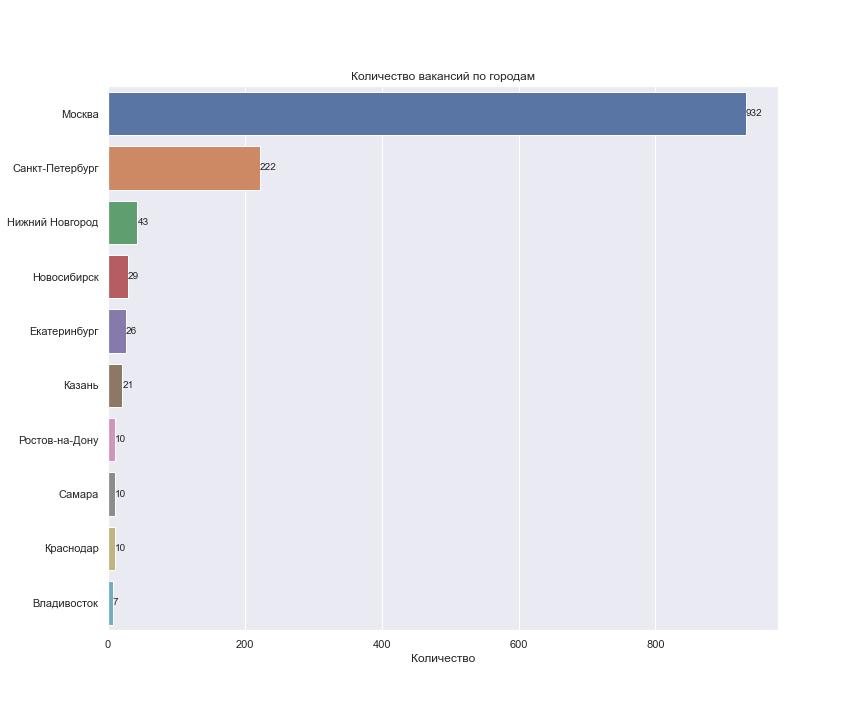 Количество вакансий по городам
Москва
932
Санкт-Петербург
222
Нижний Новгород
43
Новосибирск
29
Екатеринбург
26
Казань
21
Ростов-на-Дону
10
Самара
10
Краснодар
10
Владивосток
7
0
200
400
600
800
Количество